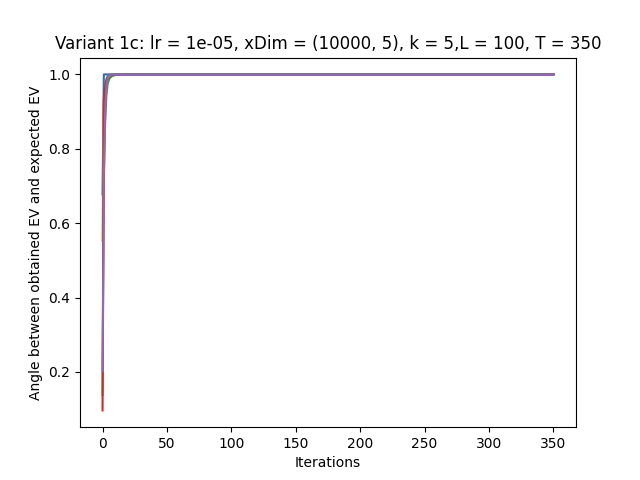 Variant 1c: lr = 1e-05, xDim = (10000, 5), k = 5,L = 100, T = 350
Angle between obtained EV and expected EV
1.0
0.8
0.6
0.4
0.2
0 50 100 150 200 250 300 350
Iterations